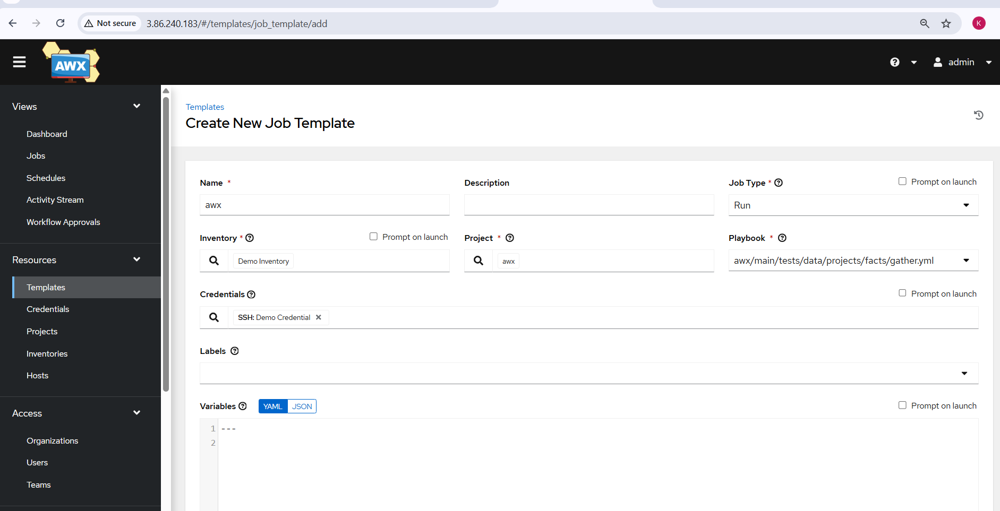 Not secure 3.86.240.183/#/templates/job_template/add K
AWX admin
Views
Dashboard
Jobs
Schedules
Activity Stream
Workflow Approvals
Resources
Templates
Credentials
Projects
Inventories
Hosts
Access
Organizations
Users
Teams
Templates
Create New Job Template
Name * Description Job Type * Prompt on launch
awx Run
Inventory * Prompt on launch Project * Playbook *
Demo Inventory awx awx/main/tests/data/projects/facts/gather.yml
Credentials Prompt on launch
SSH: Demo Credential
Labels
Variables YAML JSON Prompt on launch
1 ---
2